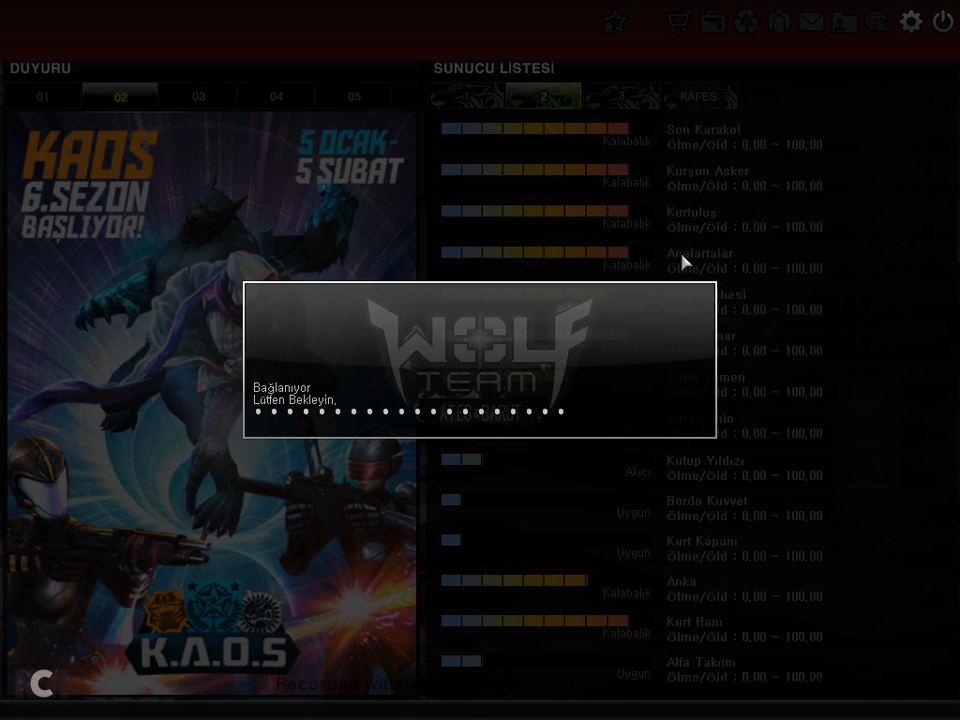 DUYURU
01
02
03
04
05
KAOS
6.SEZON
BAŞLIYOR!
5 OCAK-
5 SUBAT
K.A.O.S
SUNUCU LİSTESİ
1
2
3
KAFES
Kalabalık
Son Karakol
Ölme/Öld : 0,00 ~ 100,00
Kalabalık
Kurşun Asker
Ölme/Öld : 0,00 ~ 100,00
Kalabalık
Kurtuluş
Ölme/Öld : 0,00 ~ 100,00
Kalabalık
Anafartalar
Ölme/Öld : 0,00 ~ 100,00
WOLF
TEAM
Bağlanıyor
Lütfen Bekleyin.
Akıcı
Kutup Yıldızı
Ölme/Öld : 0,00 ~ 100,00
Uygun
Bordo Kuvvet
Ölme/Öld : 0,00 ~ 100,00
Uygun
Kurt Kapanı
Ölme/Öld : 0,00 ~ 100,00
Kalabalık
Anka
Ölme/Öld : 0,00 ~ 100,00
Kalabalık
Kurt Hanı
Ölme/Öld : 0,00 ~ 100,00
Uygun
Alfa Takımı
Ölme/Öld : 0,00 ~ 100,00
Recorded with